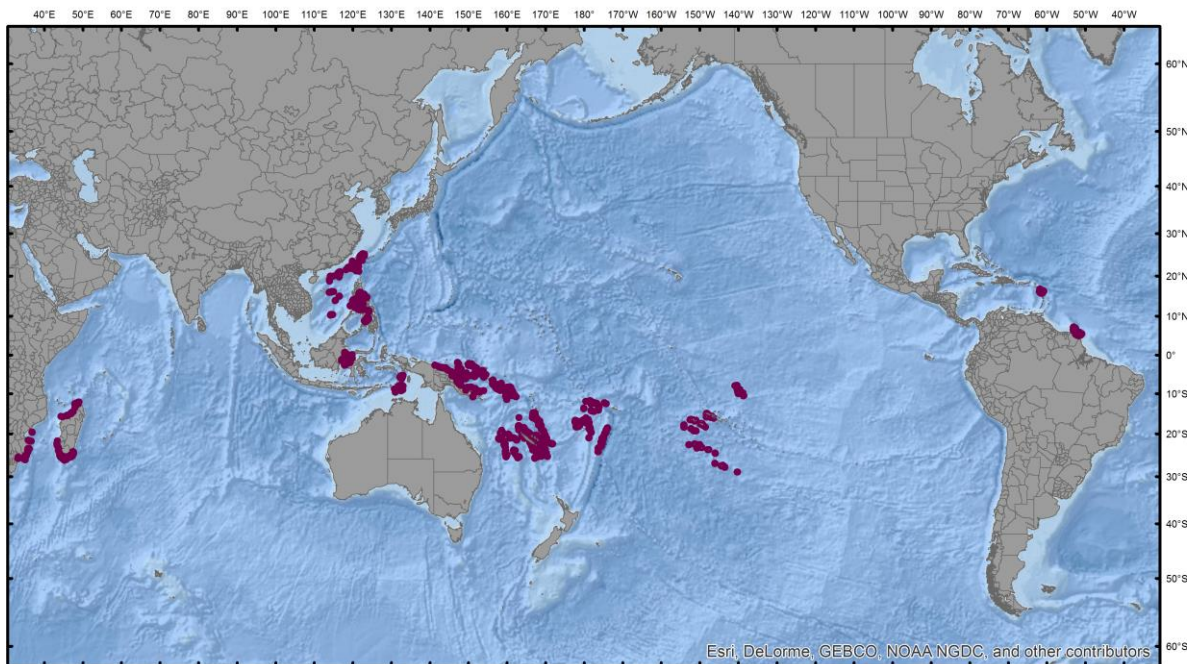 40°E 50°E 60°E 70°E 80°E 90°E 100°E 110°E 120°E 130°E 140°E 150°E 160°E 170°E 180° 170°W 160°W 150°W 140°W 130°W 120°W 110°W 100°W 90°W 80°W 70°W 60°W 50°W 40°W
60°N
50°N
40°N
30°N
20°N
10°N
0°
10°S
20°S
30°S
40°S
50°S
60°S
Esri, DeLorme, GEBCO, NOAA NGDC, and other contributors